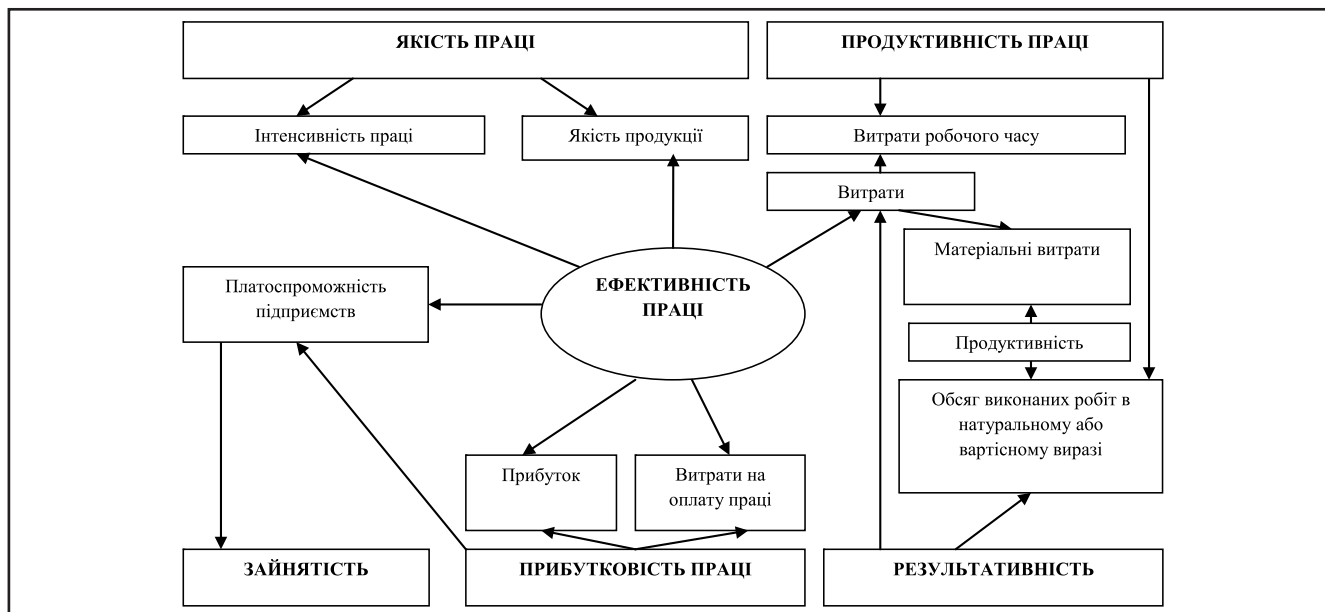 ЯКІСТЬ ПРАЦІ
ПРОДУКТИВНІСТЬ ПРАЦІ
Інтенсивність праці
Якість продукції
Витрати робочого часу
Витрати
Матеріальні витрати
ЕФЕКТИВНІСТЬ
ПРАЦІ
Платоспроможність
підприємств
Продуктивність
Обсяг виконаних робіт в
натуральному або
вартісному виразі
Прибуток
Витрати на
оплату праці
ЗАЙНЯТІСТЬ
ПРИБУТКОВІСТЬ ПРАЦІ
РЕЗУЛЬТАТИВНІСТЬ